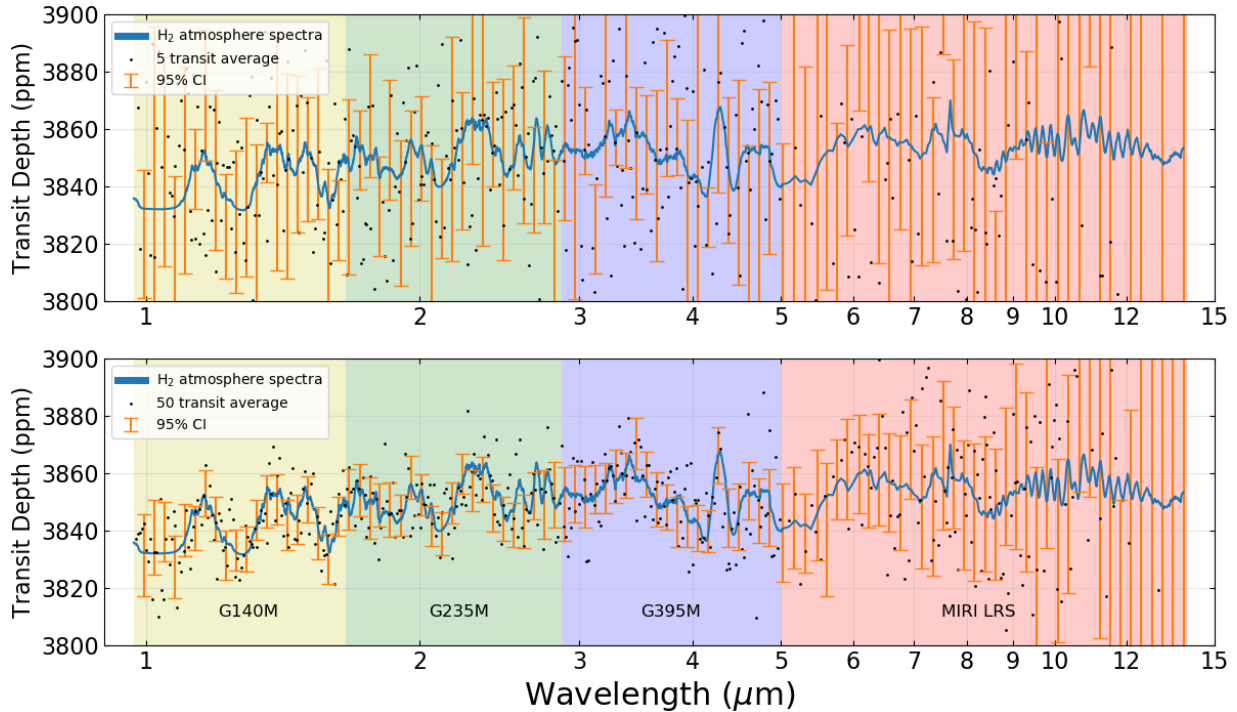 3900
3880
3860
3840
3820
3800
Transit Depth (ppm)
H₂ atmosphere spectra
5 transit average
95% CI
1 2 3 4 5 6 7 8 9 10 12 15
3900
3880
3860
3840
3820
3800
Transit Depth (ppm)
H₂ atmosphere spectra
50 transit average
95% CI
G140M G235M G395M MIRI LRS
1 2 3 4 5 6 7 8 9 10 12 15
Wavelength (μm)